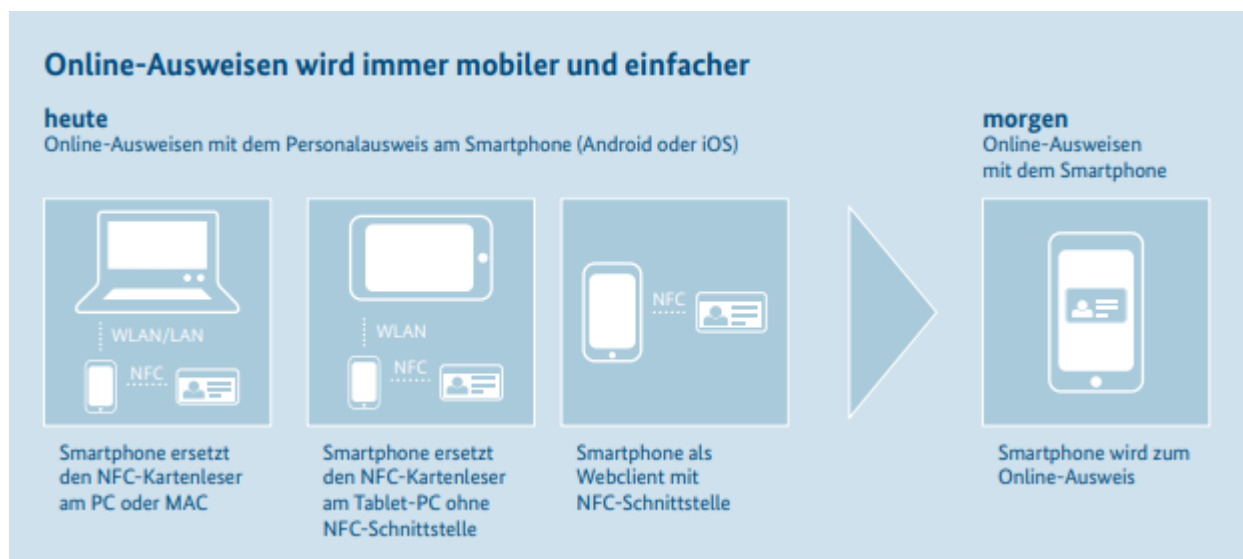 Online-Ausweisen wird immer mobiler und einfacher
heute
Online-Ausweisen mit dem Personalausweis am Smartphone (Android oder iOS)
morgen
Online-Ausweisen
mit dem Smartphone
WLAN/LAN
NFC
WLAN
NFC
NFC
Smartphone ersetzt
den NFC-Kartenleser
am PC oder MAC
Smartphone ersetzt
den NFC-Kartenleser
am Tablet-PC ohne
NFC-Schnittstelle
Smartphone als
Webclient mit
NFC-Schnittstelle
Smartphone wird zum
Online-Ausweis